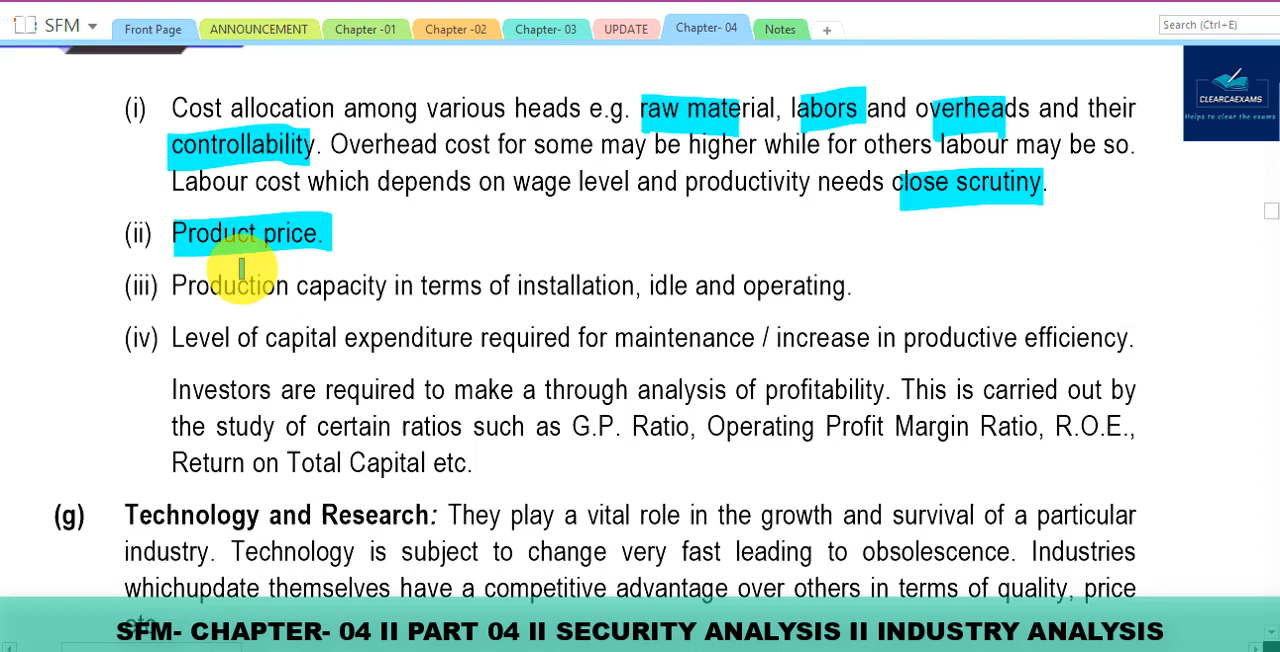 SFM
Front Page
ANNOUNCEMENT
Chapter -01
Chapter -02
Chapter- 03
UPDATE
Chapter- 04
Notes
+
Search (Ctrl+E)
CLEARCAEXAMS
Helps to clear the exams
(i) Cost allocation among various heads e.g. raw material, labors and overheads and their
controllability. Overhead cost for some may be higher while for others labour may be so.
Labour cost which depends on wage level and productivity needs close scrutiny.
(ii) Product price.
(iii) Production capacity in terms of installation, idle and operating.
(iv) Level of capital expenditure required for maintenance / increase in productive efficiency.
Investors are required to make a through analysis of profitability. This is carried out by
the study of certain ratios such as G.P. Ratio, Operating Profit Margin Ratio, R.O.E.,
Return on Total Capital etc.
(g) Technology and Research: They play a vital role in the growth and survival of a particular
industry. Technology is subject to change very fast leading to obsolescence. Industries
whichupdate themselves have a competitive advantage over others in terms of quality, price
etc.
SFM- CHAPTER- 04 II PART 04 II SECURITY ANALYSIS II INDUSTRY ANALYSIS